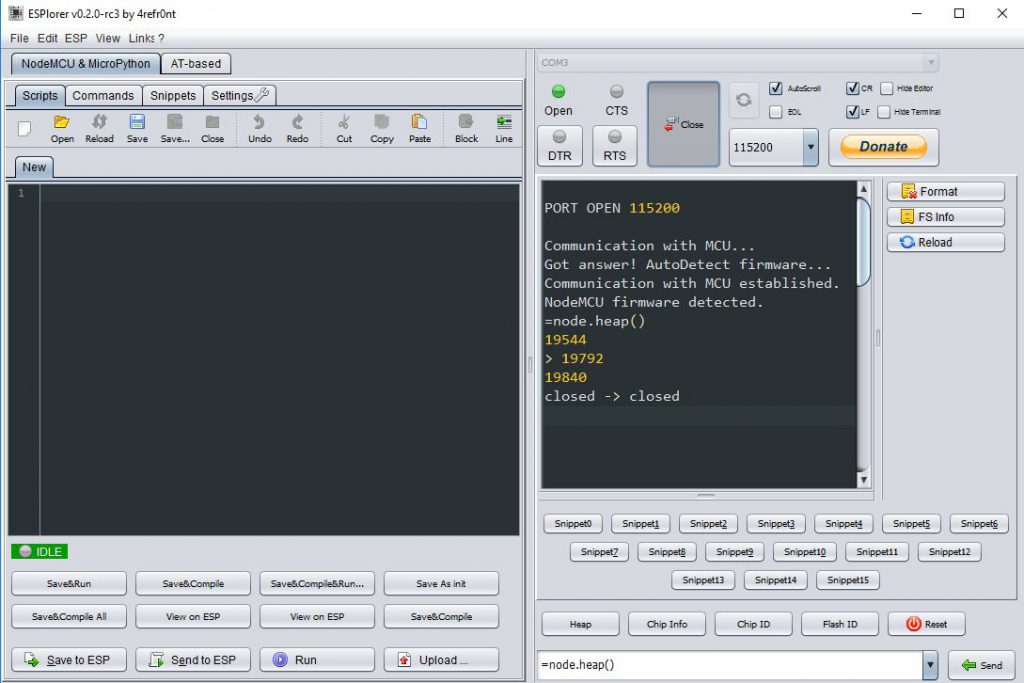 ESPlorer v0.2.0-rc3 by 4refr0nt
File Edit ESP View Links ?
NodeMCU & MicroPython AT-based
Scripts Commands Snippets Settings
Open Reload Save Save... Close Undo Redo Cut Copy Paste Block Line
New
1
IDLE
Save&Run Save&Compile Save&Compile&Run... Save As init
Save&Compile All View on ESP View on ESP Save&Compile
Save to ESP Send to ESP Run Upload ...
COM3
Open CTS Close AutoScroll CR Hide Editor
EOL LF Hide Terminal
DTR RTS 115200 Donate
PORT OPEN 115200
Communication with MCU...
Got answer! AutoDetect firmware...
Communication with MCU established.
NodeMCU firmware detected.
=node.heap()
19544
> 19792
19840
closed -> closed
Format
FS Info
Reload
Snippet0 Snippet1 Snippet2 Snippet3 Snippet4 Snippet5 Snippet6
Snippet7 Snippet8 Snippet9 Snippet10 Snippet11 Snippet12
Snippet13 Snippet14 Snippet15
Heap Chip Info Chip ID Flash ID Reset
=node.heap() Send